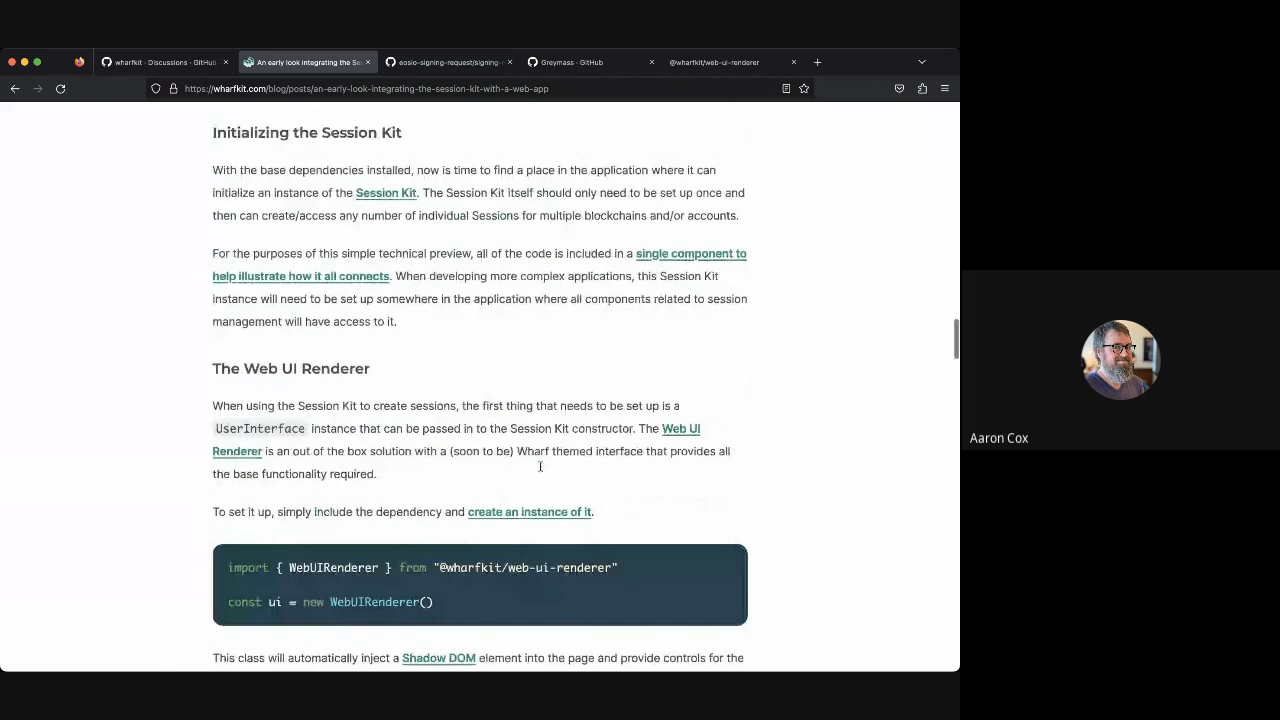 wharfkit · Discussions · GitHub
An early look integrating the Ses
eosio-signing-request/signing-r
Greymass · GitHub
@wharfkit/web-ui-renderer
https://wharfkit.com/blog/posts/an-early-look-integrating-the-session-kit-with-a-web-app
Initializing the Session Kit
With the base dependencies installed, now is time to find a place in the application where it can
initialize an instance of the Session Kit. The Session Kit itself should only need to be set up once and
then can create/access any number of individual Sessions for multiple blockchains and/or accounts.
For the purposes of this simple technical preview, all of the code is included in a single component to
help illustrate how it all connects. When developing more complex applications, this Session Kit
instance will need to be set up somewhere in the application where all components related to session
management will have access to it.
The Web UI Renderer
When using the Session Kit to create sessions, the first thing that needs to be set up is a
UserInterface instance that can be passed in to the Session Kit constructor. The Web UI
Renderer is an out of the box solution with a (soon to be) Wharf themed interface that provides all
the base functionality required.
To set it up, simply include the dependency and create an instance of it.
import { WebUIRenderer } from "@wharfkit/web-ui-renderer"
const ui = new WebUIRenderer()
This class will automatically inject a Shadow DOM element into the page and provide controls for the
Aaron Cox